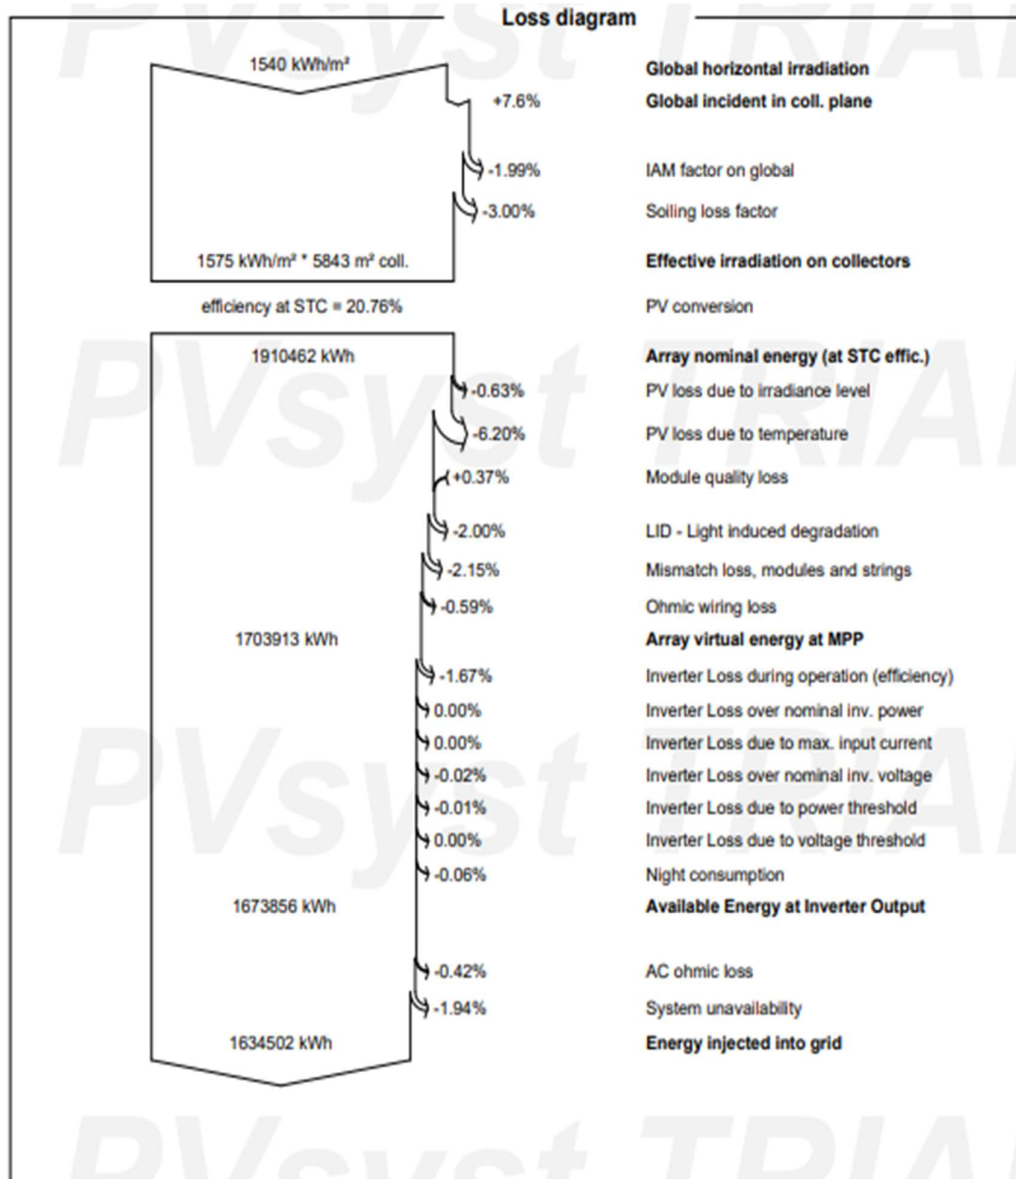 Loss diagram
1540 kWh/m² Global horizontal irradiation
+7.6% Global incident in coll. plane
-1.99% IAM factor on global
-3.00% Soiling loss factor
1575 kWh/m² * 5843 m² coll. Effective irradiation on collectors
efficiency at STC = 20.76% PV conversion
1910462 kWh Array nominal energy (at STC effic.)
-0.63% PV loss due to irradiance level
-6.20% PV loss due to temperature
+0.37% Module quality loss
-2.00% LID - Light induced degradation
-2.15% Mismatch loss, modules and strings
-0.59% Ohmic wiring loss
1703913 kWh Array virtual energy at MPP
-1.67% Inverter Loss during operation (efficiency)
0.00% Inverter Loss over nominal inv. power
0.00% Inverter Loss due to max. input current
-0.02% Inverter Loss over nominal inv. voltage
-0.01% Inverter Loss due to power threshold
0.00% Inverter Loss due to voltage threshold
-0.06% Night consumption
1673856 kWh Available Energy at Inverter Output
-0.42% AC ohmic loss
-1.94% System unavailability
1634502 kWh Energy injected into grid
PVsyst TRIAL
PVsyst TRIAL
PVsyst TRIAL
PVsyst TRIAL